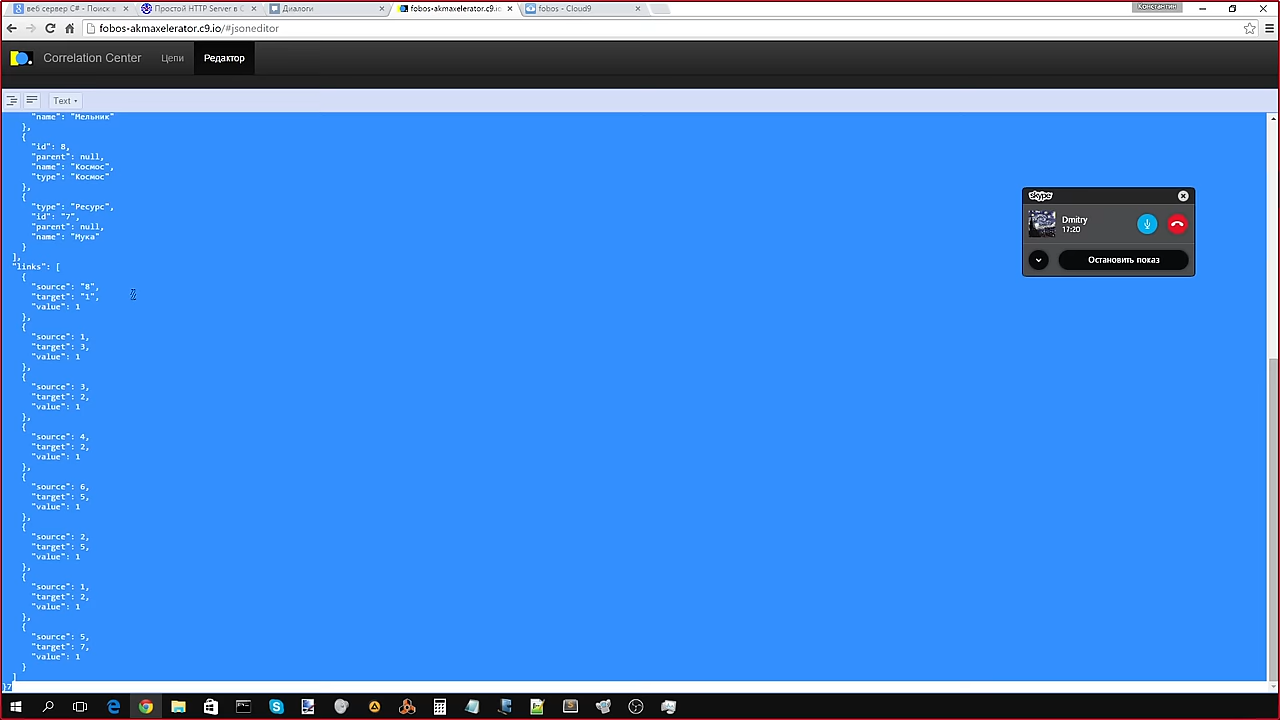 веб сервер C# - Поиск в
Простой HTTP Server в C
Диалоги
fobos-akmaxelerator.c9.io
fobos - Cloud9
Константин
fobos-akmaxelerator.c9.io/#jsoneditor
Correlation Center
Цепи
Редактор
Text
"name": "Мельник"
},
{
"id": 8,
"parent": null,
"name": "Космос",
"type": "Космос"
},
{
"type": "Ресурс",
"id": "7",
"parent": null,
"name": "Мука"
}
],
"links": [
{
"source": "8",
"target": "1",
"value": 1
},
{
"source": 1,
"target": 3,
"value": 1
},
{
"source": 3,
"target": 2,
"value": 1
},
{
"source": 4,
"target": 2,
"value": 1
},
{
"source": 6,
"target": 5,
"value": 1
},
{
"source": 2,
"target": 5,
"value": 1
},
{
"source": 1,
"target": 2,
"value": 1
},
{
"source": 5,
"target": 7,
"value": 1
}
]
}7
skype
Dmitry
17:20
Остановить показ